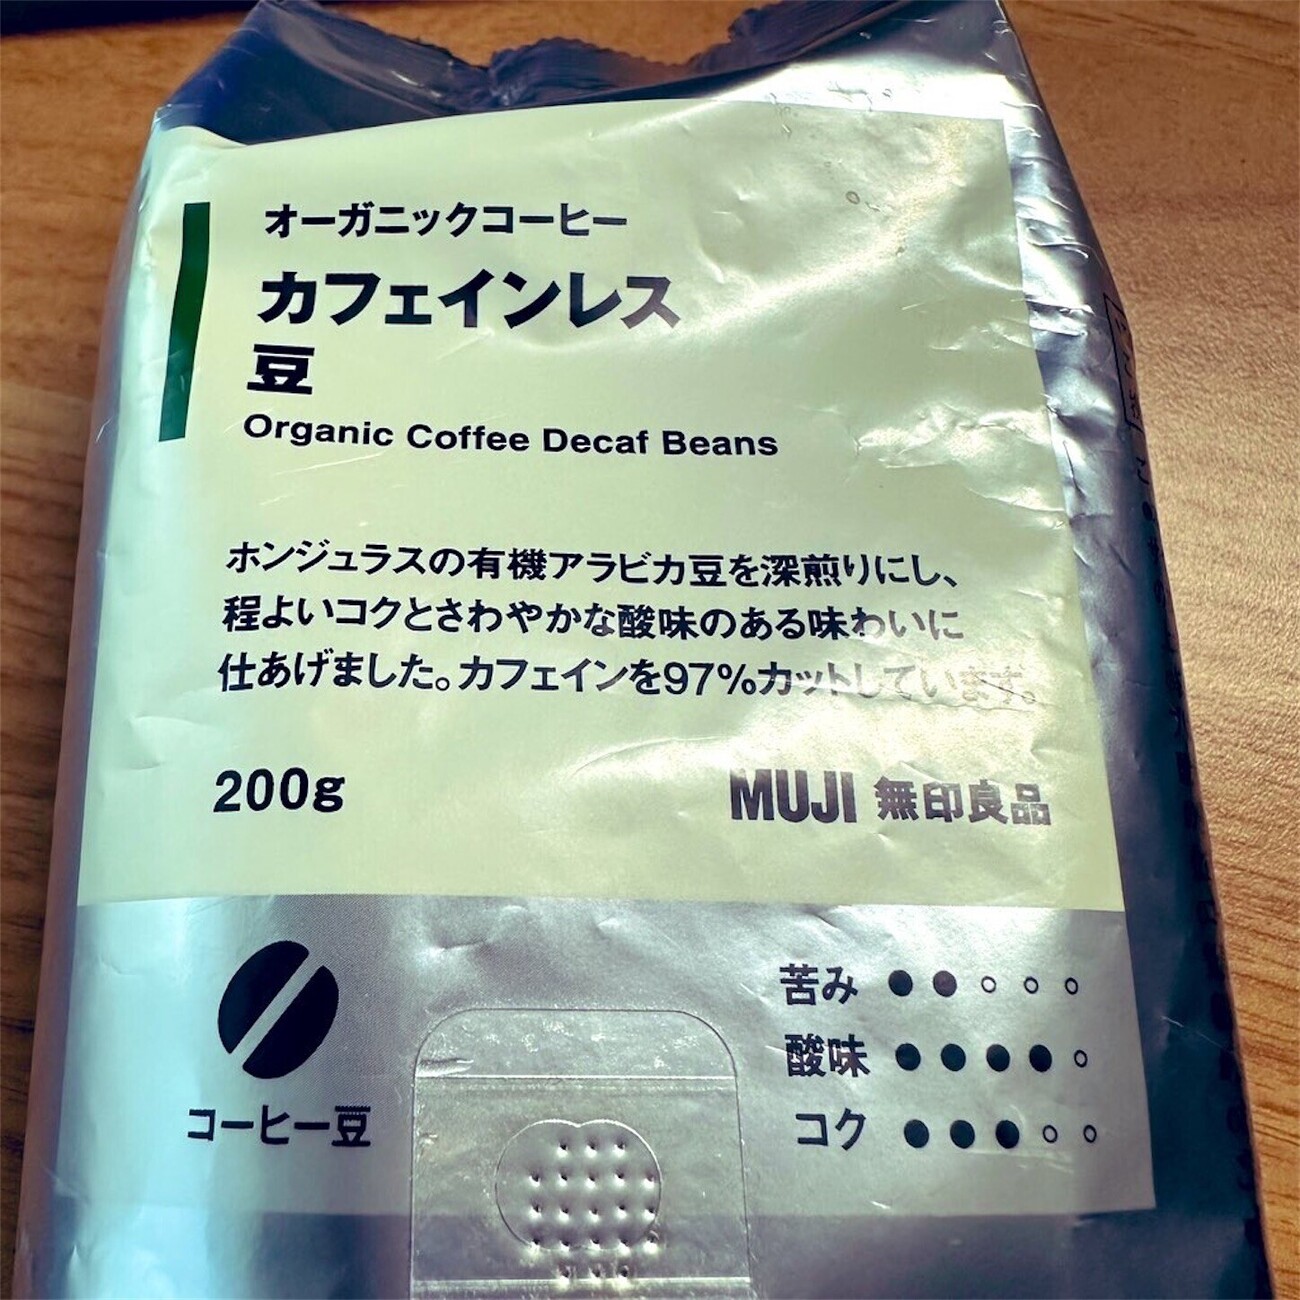 オーガニックコーヒー
カフェインレス
豆
Organic Coffee Decaf Beans
ホンジュラスの有機アラビカ豆を深煎りにし、
程よいコクとさわやかな酸味のある味わいに
仕あげました。カフェインを97%カットしています。
200g
MUJI 無印良品
コーヒー豆
苦み
酸味
コク